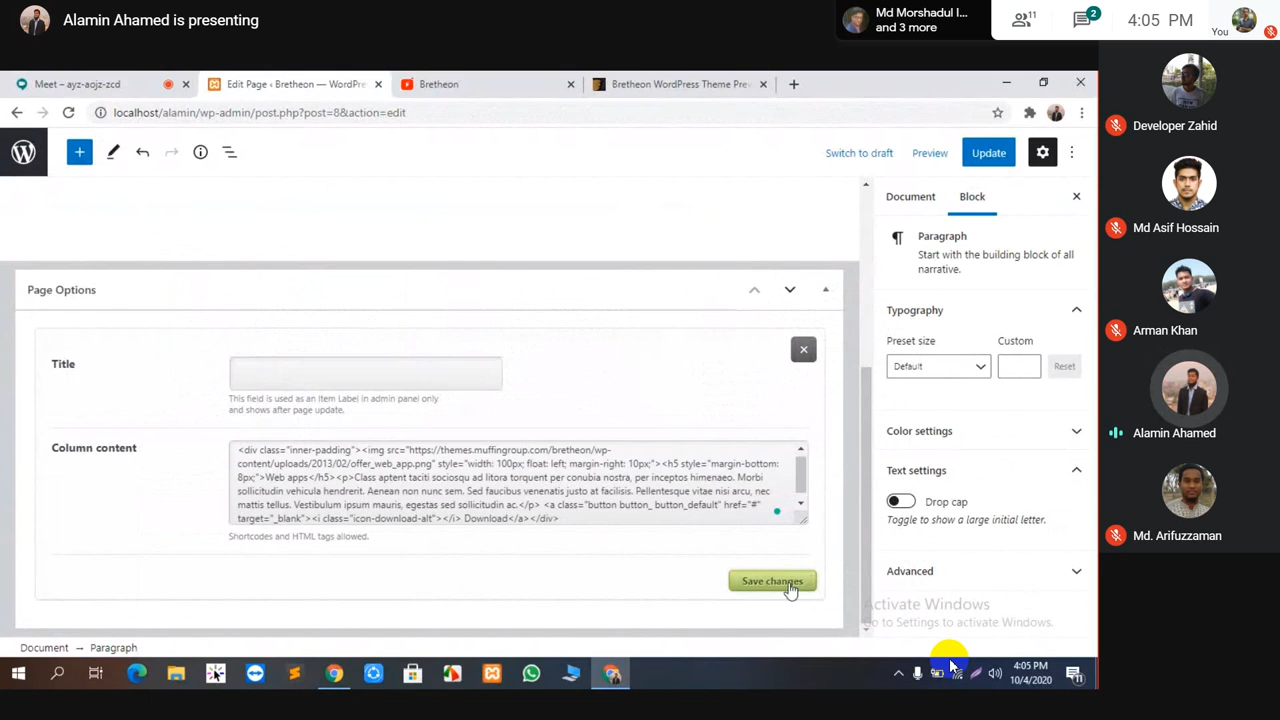 Alamin Ahamed is presenting
Md Morshadul I...
and 3 more
11
2
4:05 PM
You
Meet – ayz-aojz-zcd
Edit Page ‹ Bretheon — WordPre
Bretheon
Bretheon WordPress Theme Pre
localhost/alamin/wp-admin/post.php?post=8&action=edit
Switch to draft
Preview
Update
Document
Block
Paragraph
Start with the building block of all
narrative.
Typography
Preset size
Custom
Default
Reset
Color settings
Text settings
Drop cap
Toggle to show a large initial letter.
Advanced
Page Options
Title
This field is used as an Item Label in admin panel only
and shows after page update.
Column content
<div class="inner-padding"><img src="https://themes.muffingroup.com/bretheon/wp-
content/uploads/2013/02/offer_web_app.png" style="width: 100px; float: left; margin-right: 10px;"><h5 style="margin-bottom:
8px;">Web apps</h5><p>Class aptent taciti sociosqu ad litora torquent per conubia nostra, per inceptos himenaeo. Morbi
sollicitudin vehicula hendrerit. Aenean non nunc sem. Sed faucibus venenatis justo at facilisis. Pellentesque vitae nisi arcu, nec
mattis tellus. Vestibulum ipsum mauris, egestas sed sollicitudin ac.</p> <a class="button button_ button_default" href="#"
target="_blank"><i class="icon-download-alt"></i> Download</a></div>
Shortcodes and HTML tags allowed.
Save changes
Activate Windows
Go to Settings to activate Windows.
Document → Paragraph
4:05 PM
10/4/2020
11
Developer Zahid
Md Asif Hossain
Arman Khan
Alamin Ahamed
Md. Arifuzzaman